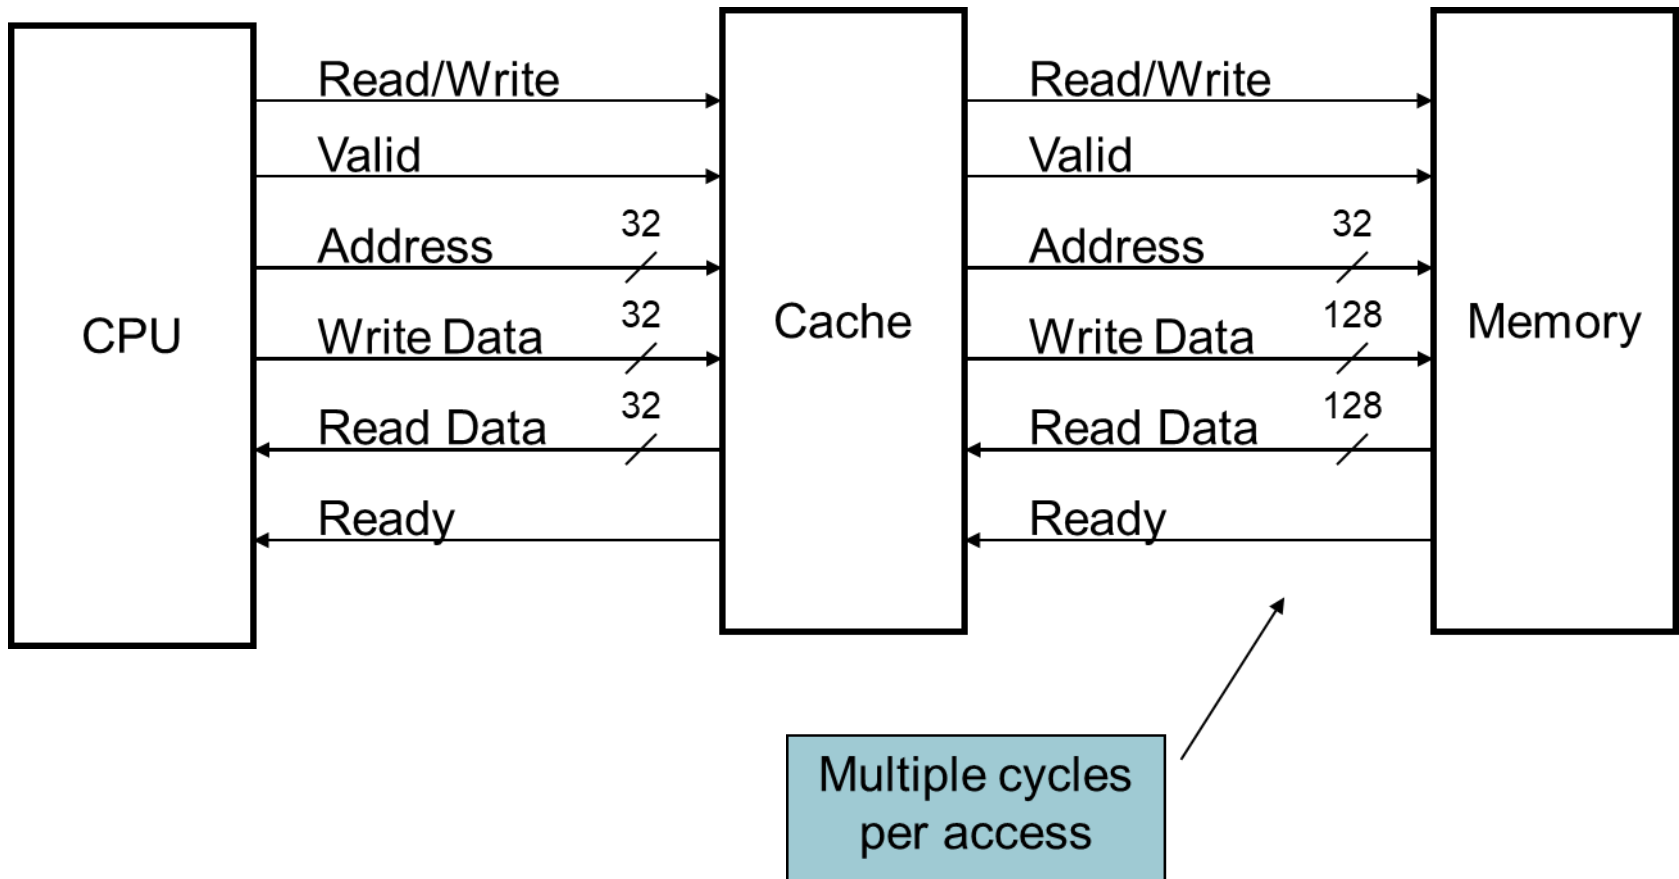 CPU
Read/Write
Valid
Address
32
Write Data
32
Read Data
32
Ready
Cache
Read/Write
Valid
Address
32
Write Data
128
Read Data
128
Ready
Memory
Multiple cycles
per access